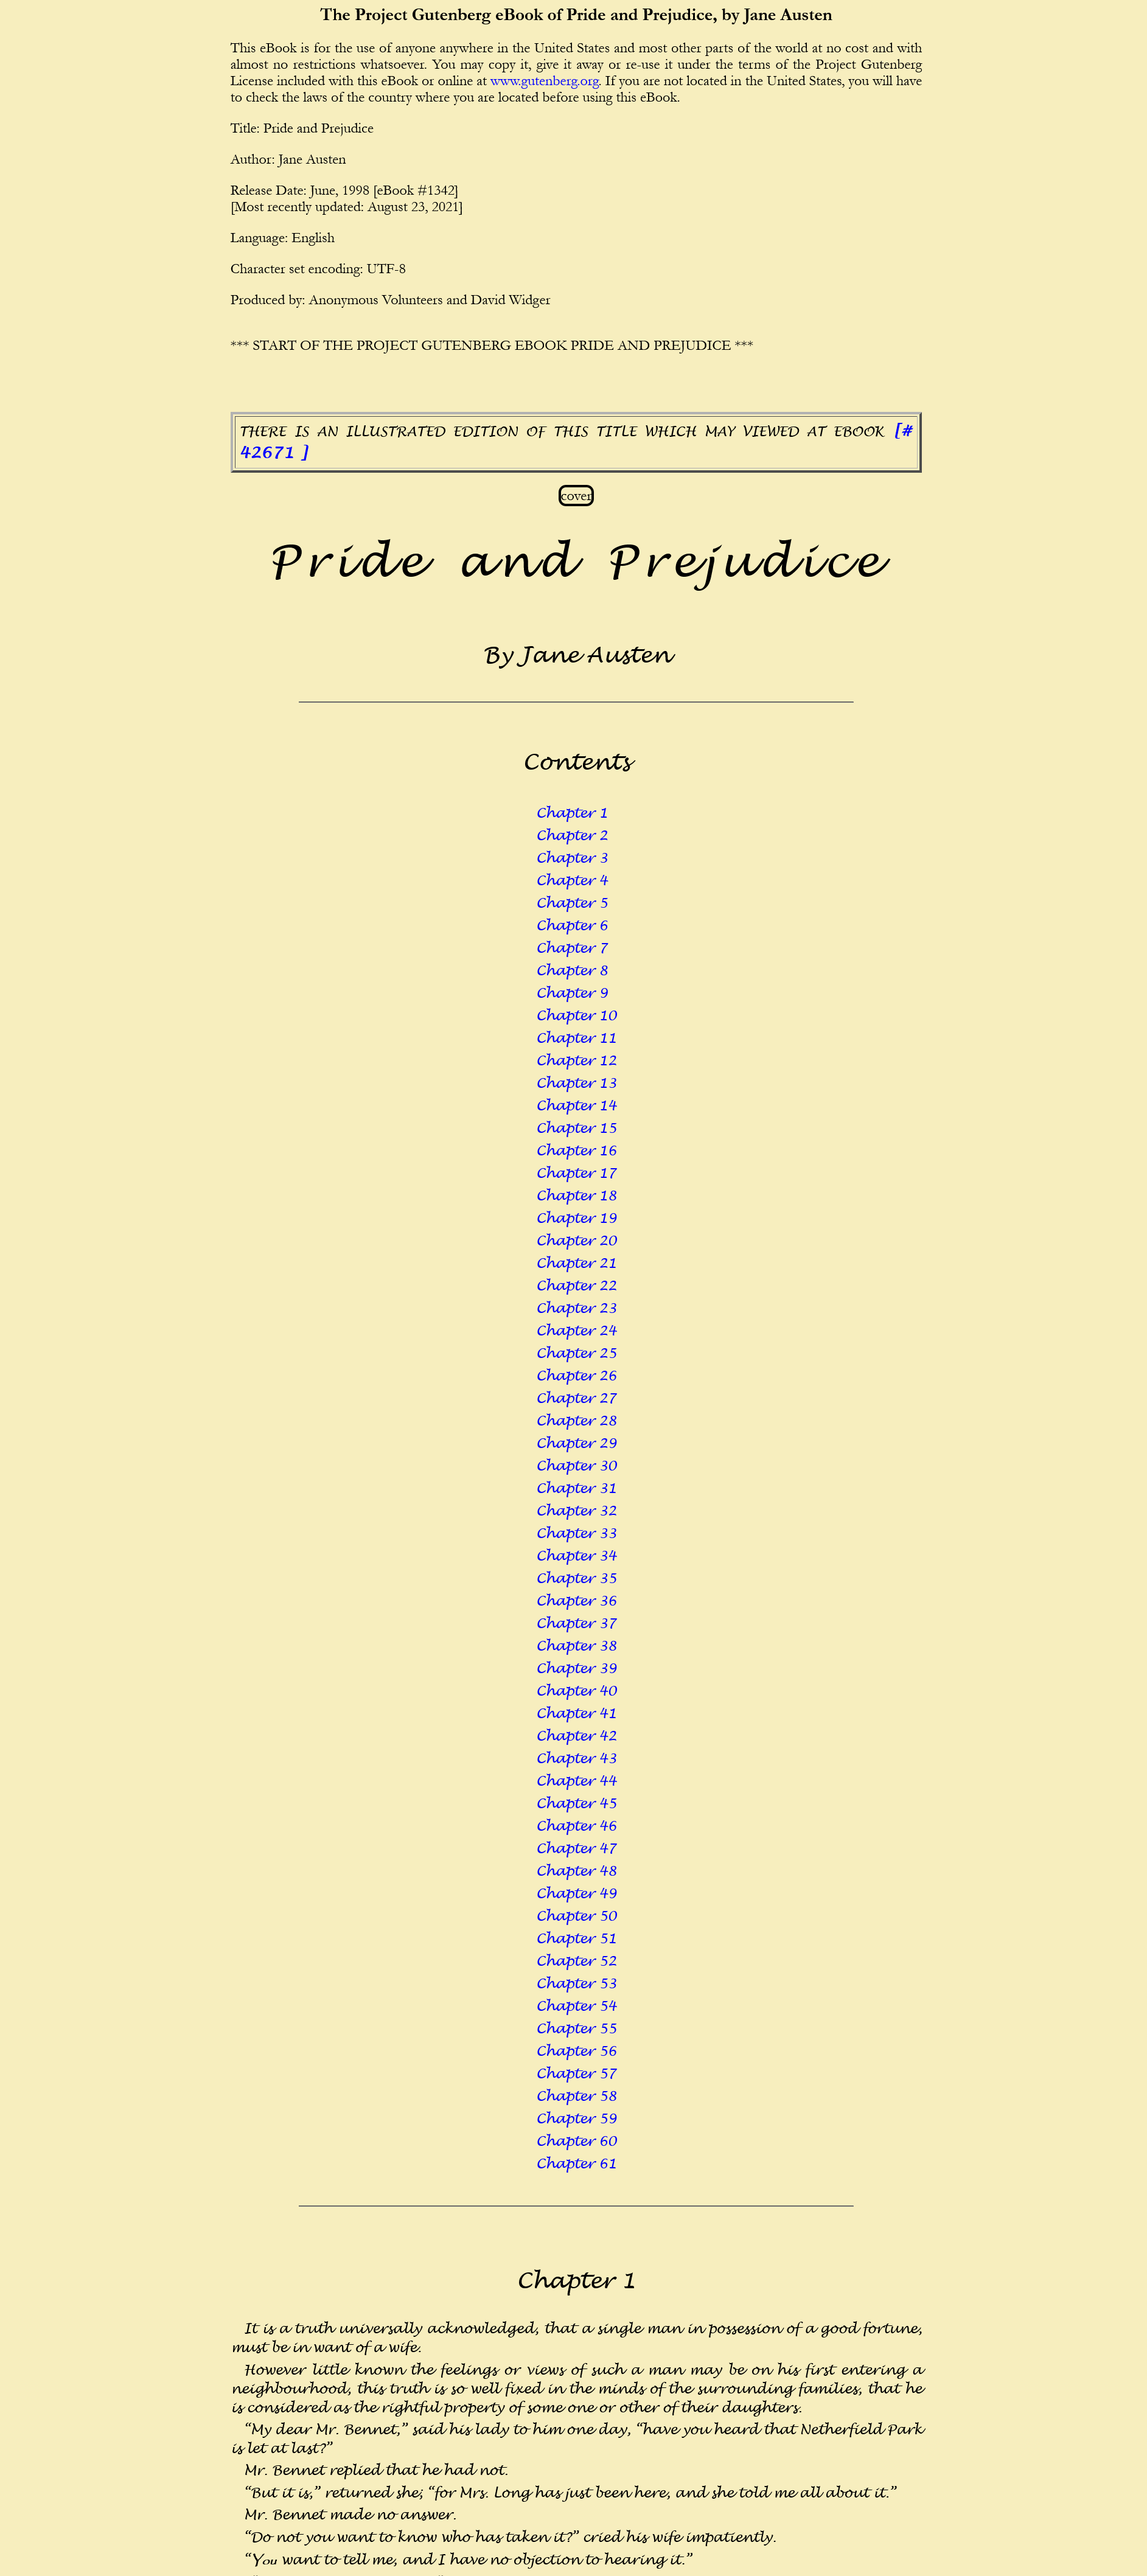 The Project Gutenberg eBook of Pride and Prejudice, by Jane Austen
This eBook is for the use of anyone anywhere in the United States and most other parts of the world at no cost and with
almost no restrictions whatsoever. You may copy it, give it away or re-use it under the terms of the Project Gutenberg
License included with this eBook or online at www.gutenberg.org. If you are not located in the United States, you will have
to check the laws of the country where you are located before using this eBook.
Title: Pride and Prejudice
Author: Jane Austen
Release Date: June, 1998 [eBook #1342]
[Most recently updated: August 23, 2021]
Language: English
Character set encoding: UTF-8
Produced by: Anonymous Volunteers and David Widger
*** START OF THE PROJECT GUTENBERG EBOOK PRIDE AND PREJUDICE ***
THERE IS AN ILLUSTRATED EDITION OF THIS TITLE WHICH MAY VIEWED AT EBOOK [#
42671 ]
cover
Pride and Prejudice
By Jane Austen
Contents
Chapter 1
Chapter 2
Chapter 3
Chapter 4
Chapter 5
Chapter 6
Chapter 7
Chapter 8
Chapter 9
Chapter 10
Chapter 11
Chapter 12
Chapter 13
Chapter 14
Chapter 15
Chapter 16
Chapter 17
Chapter 18
Chapter 19
Chapter 20
Chapter 21
Chapter 22
Chapter 23
Chapter 24
Chapter 25
Chapter 26
Chapter 27
Chapter 28
Chapter 29
Chapter 30
Chapter 31
Chapter 32
Chapter 33
Chapter 34
Chapter 35
Chapter 36
Chapter 37
Chapter 38
Chapter 39
Chapter 40
Chapter 41
Chapter 42
Chapter 43
Chapter 44
Chapter 45
Chapter 46
Chapter 47
Chapter 48
Chapter 49
Chapter 50
Chapter 51
Chapter 52
Chapter 53
Chapter 54
Chapter 55
Chapter 56
Chapter 57
Chapter 58
Chapter 59
Chapter 60
Chapter 61
Chapter 1
It is a truth universally acknowledged, that a single man in possession of a good fortune,
must be in want of a wife.
However little known the feelings or views of such a man may be on his first entering a
neighbourhood, this truth is so well fixed in the minds of the surrounding families, that he
is considered as the rightful property of some one or other of their daughters.
“My dear Mr. Bennet,” said his lady to him one day, “have you heard that Netherfield Park
is let at last?”
Mr. Bennet replied that he had not.
“But it is,” returned she; “for Mrs. Long has just been here, and she told me all about it.”
Mr. Bennet made no answer.
“Do not you want to know who has taken it?” cried his wife impatiently.
“You want to tell me, and I have no objection to hearing it.”